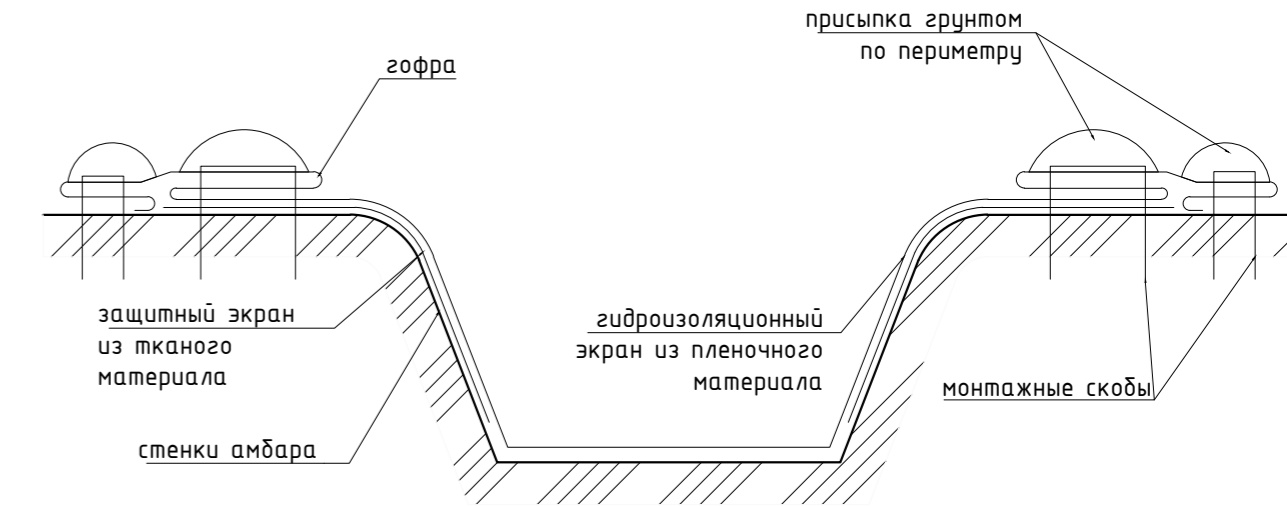 присыпка грунтом
по периметру
гофра
защитный экран
из тканого
материала
гидроизоляционный
экран из пленочного
материала
монтажные скобы
стенки амбара